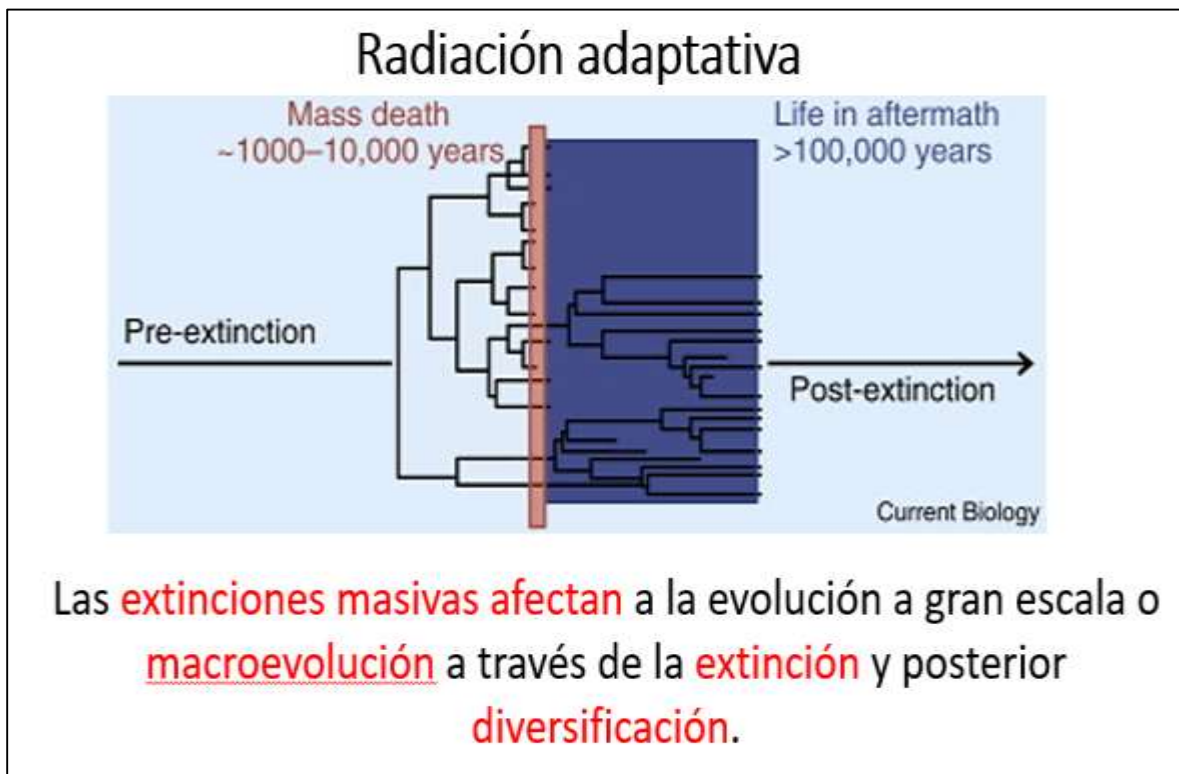 Radiación adaptativa
Mass death
~1000–10,000 years
Life in aftermath
>100,000 years
Pre-extinction
Post-extinction
Current Biology
Las extinciones masivas afectan a la evolución a gran escala o
macroevolución a través de la extinción y posterior
diversificación.